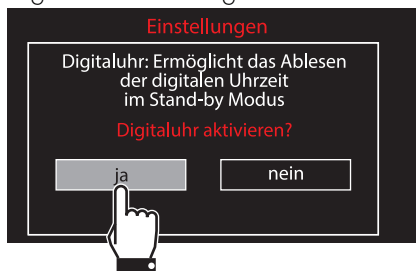 Einstellungen
Digitaluhr: Ermöglicht das Ablesen
der digitalen Uhrzeit
im Stand-by Modus
Digitaluhr aktivieren?
ja
nein